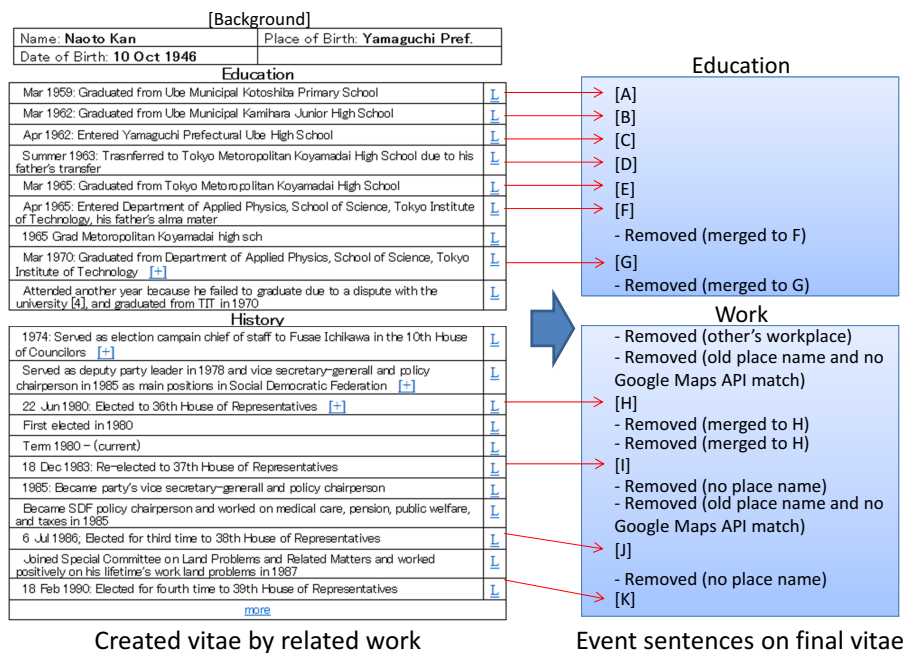 [Background]
Name: Naoto Kan
Place of Birth: Yamaguchi Pref.
Date of Birth: 10 Oct 1946
Education
Mar 1959: Graduated from Ube Municipal Kotoshiba Primary School
L
Mar 1962: Graduated from Ube Municipal Kamihara Junior High School
L
Apr 1962: Entered Yamaguchi Prefectural Ube High School
L
Summer 1963: Trasnferred to Tokyo Metoropolitan Koyamadai High School due to his
father's transfer
L
Mar 1965: Graduated from Tokyo Metoropolitan Koyamadai High School
L
Apr 1965: Entered Department of Applied Physics, School of Science, Tokyo Institute
of Technology, his father's alma mater
L
1965 Grad Metoropolitan Koyamadai high sch
L
Mar 1970: Graduated from Department of Applied Physics, School of Science, Tokyo
Institute of Technology [+]
L
Attended another year because he failed to graduate due to a dispute with the
university [4], and graduated from TIT in 1970
L
History
1974: Served as election campain chief of staff to Fusae Ichikawa in the 10th House
of Councilors [+]
L
Served as deputy party leader in 1978 and vice secretary-generall and policy
chairperson in 1985 as main positions in Social Democratic Federation [+]
L
22 Jun 1980: Elected to 36th House of Representatives [+]
L
First elected in 1980
L
Term 1980 - (current)
L
18 Dec 1983: Re-elected to 37th House of Representatives
L
1985: Became party's vice secretary-generall and policy chairperson
L
Became SDF policy chairperson and worked on medical care, pension, public welfare,
and taxes in 1985
L
6 Jul 1986; Elected for third time to 38th House of Representatives
L
Joined Special Committee on Land Problems and Related Matters and worked
positively on his lifetime's work land problems in 1987
L
18 Feb 1990: Elected for fourth time to 39th House of Representatives
L
more
Created vitae by related work
Education
[A]
[B]
[C]
[D]
[E]
[F]
- Removed (merged to F)
[G]
- Removed (merged to G)
Work
- Removed (other's workplace)
- Removed (old place name and no
Google Maps API match)
[H]
- Removed (merged to H)
- Removed (merged to H)
[I]
- Removed (no place name)
- Removed (old place name and no
Google Maps API match)
[J]
- Removed (no place name)
[K]
Event sentences on final vitae